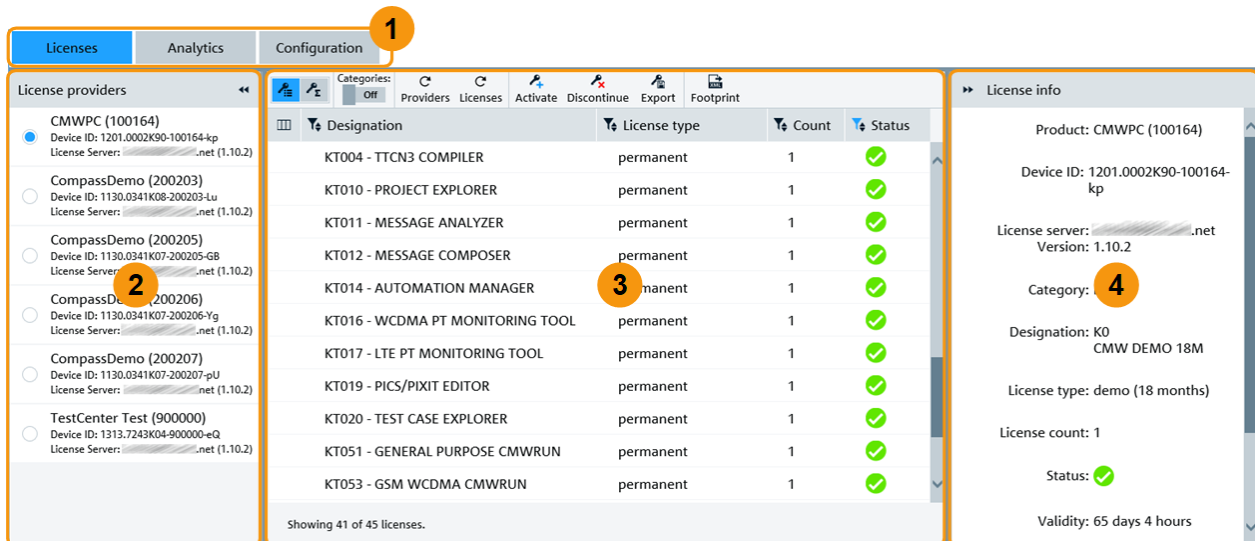 1
Licenses Analytics Configuration
License providers
CMWPC (100164)
Device ID: 1201.0002K90-100164-kp
License Server: .net (1.10.2)
CompassDemo (200203)
Device ID: 1130.0341K08-200203-Lu
License Server: .net (1.10.2)
CompassDemo (200205)
Device ID: 1130.0341K07-200205-GB
License Server: .net (1.10.2)
2
CompassDe (200206)
Device ID: 1130.0341K07-200206-Yg
License Server: .net (1.10.2)
CompassDemo (200207)
Device ID: 1130.0341K07-200207-pU
License Server: net (1.10.2)
TestCenter Test (900000)
Device ID: 1313.7243K04-900000-eQ
License Server: .net (1.10.2)
Categories:
Off
Providers Licenses Activate Discontinue Export Footprint
Designation License type Count Status
KT004 - TTCN3 COMPILER permanent 1
KT010 - PROJECT EXPLORER permanent 1
KT011 - MESSAGE ANALYZER permanent 1
KT012 - MESSAGE COMPOSER permanent 1
3
KT014 - AUTOMATION MANAGER manent 1
KT016 - WCDMA PT MONITORING TOOL permanent 1
KT017 - LTE PT MONITORING TOOL permanent 1
KT019 - PICS/PIXIT EDITOR permanent 1
KT020 - TEST CASE EXPLORER permanent 1
KT051 - GENERAL PURPOSE CMWRUN permanent 1
KT053 - GSM WCDMA CMWRUN permanent 1
Showing 41 of 45 licenses.
License info
Product: CMWPC (100164)
Device ID: 1201.0002K90-100164-
kp
License server: .net
Version: 1.10.2
4
Category:
Designation: K0
CMW DEMO 18M
License type: demo (18 months)
License count: 1
Status:
Validity: 65 days 4 hours